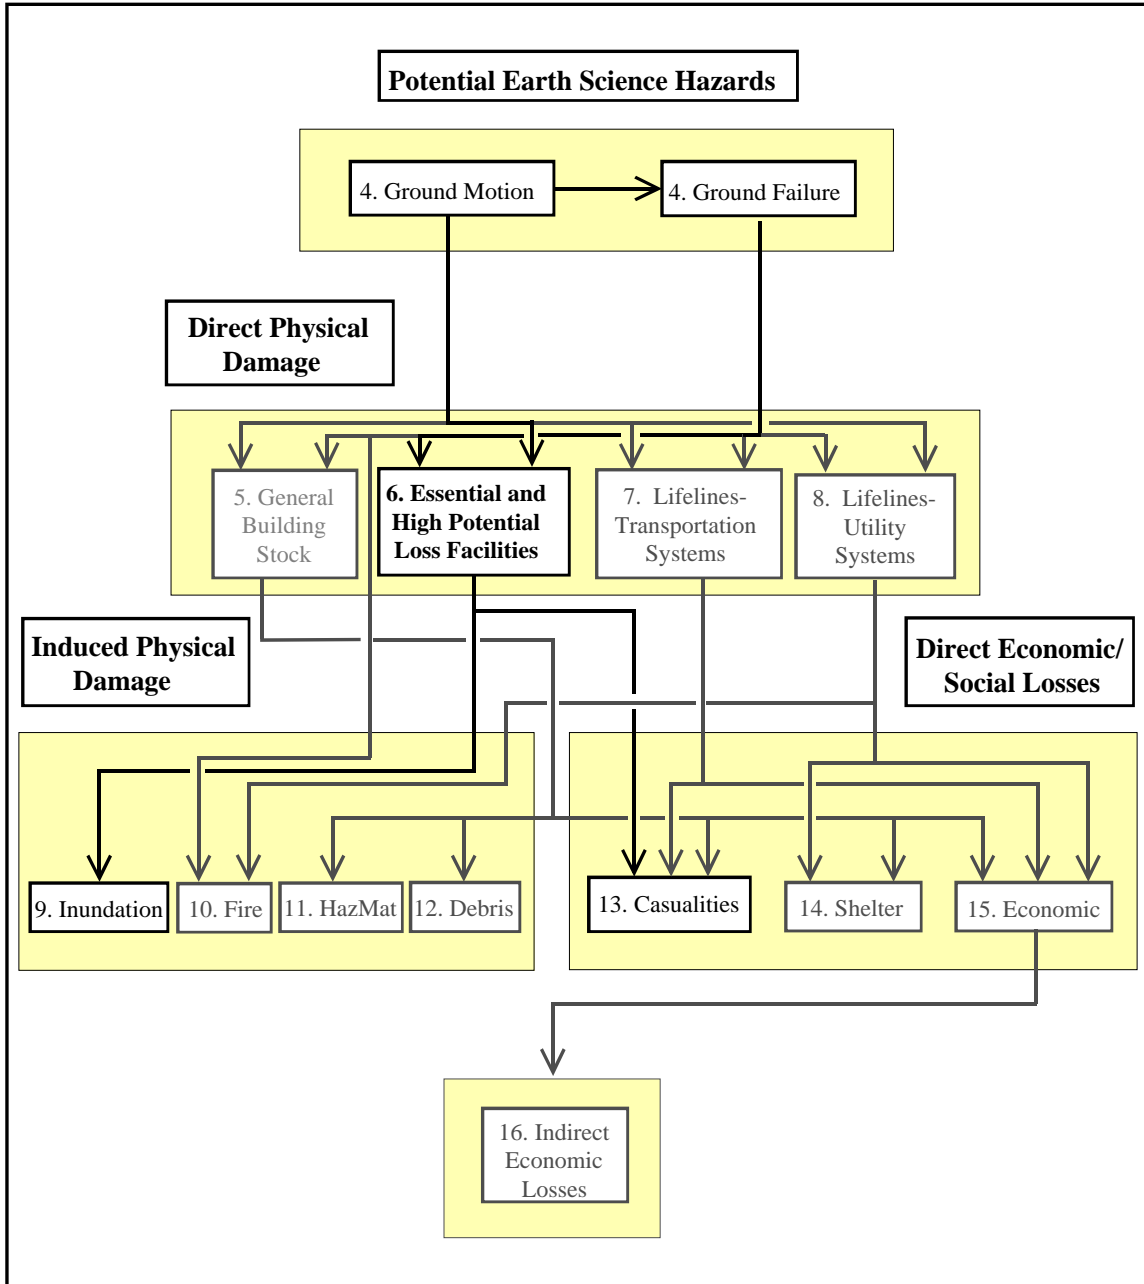 Potential Earth Science Hazards
4. Ground Motion
4. Ground Failure
Direct Physical
Damage
5. General
Building
Stock
6. Essential and
High Potential
Loss Facilities
7. Lifelines-
Transportation
Systems
8. Lifelines-
Utility
Systems
Induced Physical
Damage
Direct Economic/
Social Losses
9. Inundation
10. Fire
11. HazMat
12. Debris
13. Casualities
14. Shelter
15. Economic
16. Indirect
Economic
Losses